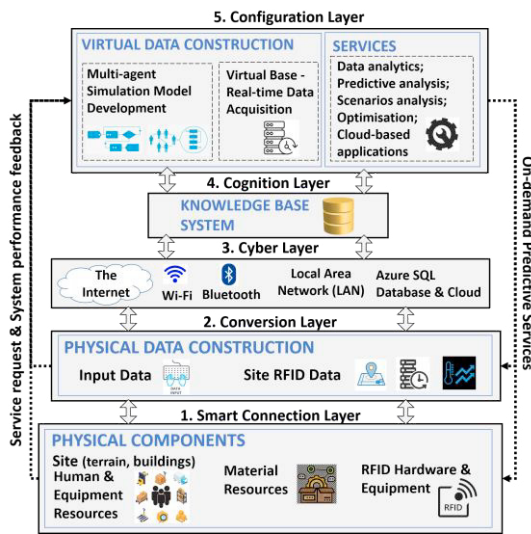 5. Configuration Layer
VIRTUAL DATA CONSTRUCTION
Multi-agent
Simulation Model
Development
Virtual Base -
Real-time Data
Acquisition
SERVICES
Data analytics;
Predictive analysis;
Scenarios analysis;
Optimisation;
Cloud-based
applications
4. Cognition Layer
KNOWLEDGE BASE
SYSTEM
3. Cyber Layer
The
Internet
Wi-Fi
Bluetooth
Local Area
Network (LAN)
Azure SQL
Database & Cloud
2. Conversion Layer
PHYSICAL DATA CONSTRUCTION
Input Data
Site RFID Data
1. Smart Connection Layer
PHYSICAL COMPONENTS
Site (terrain, buildings)
Human &
Equipment
Resources
Material
Resources
RFID Hardware &
Equipment
RFID
Service request & System performance feedback
On-demand Predictive Services